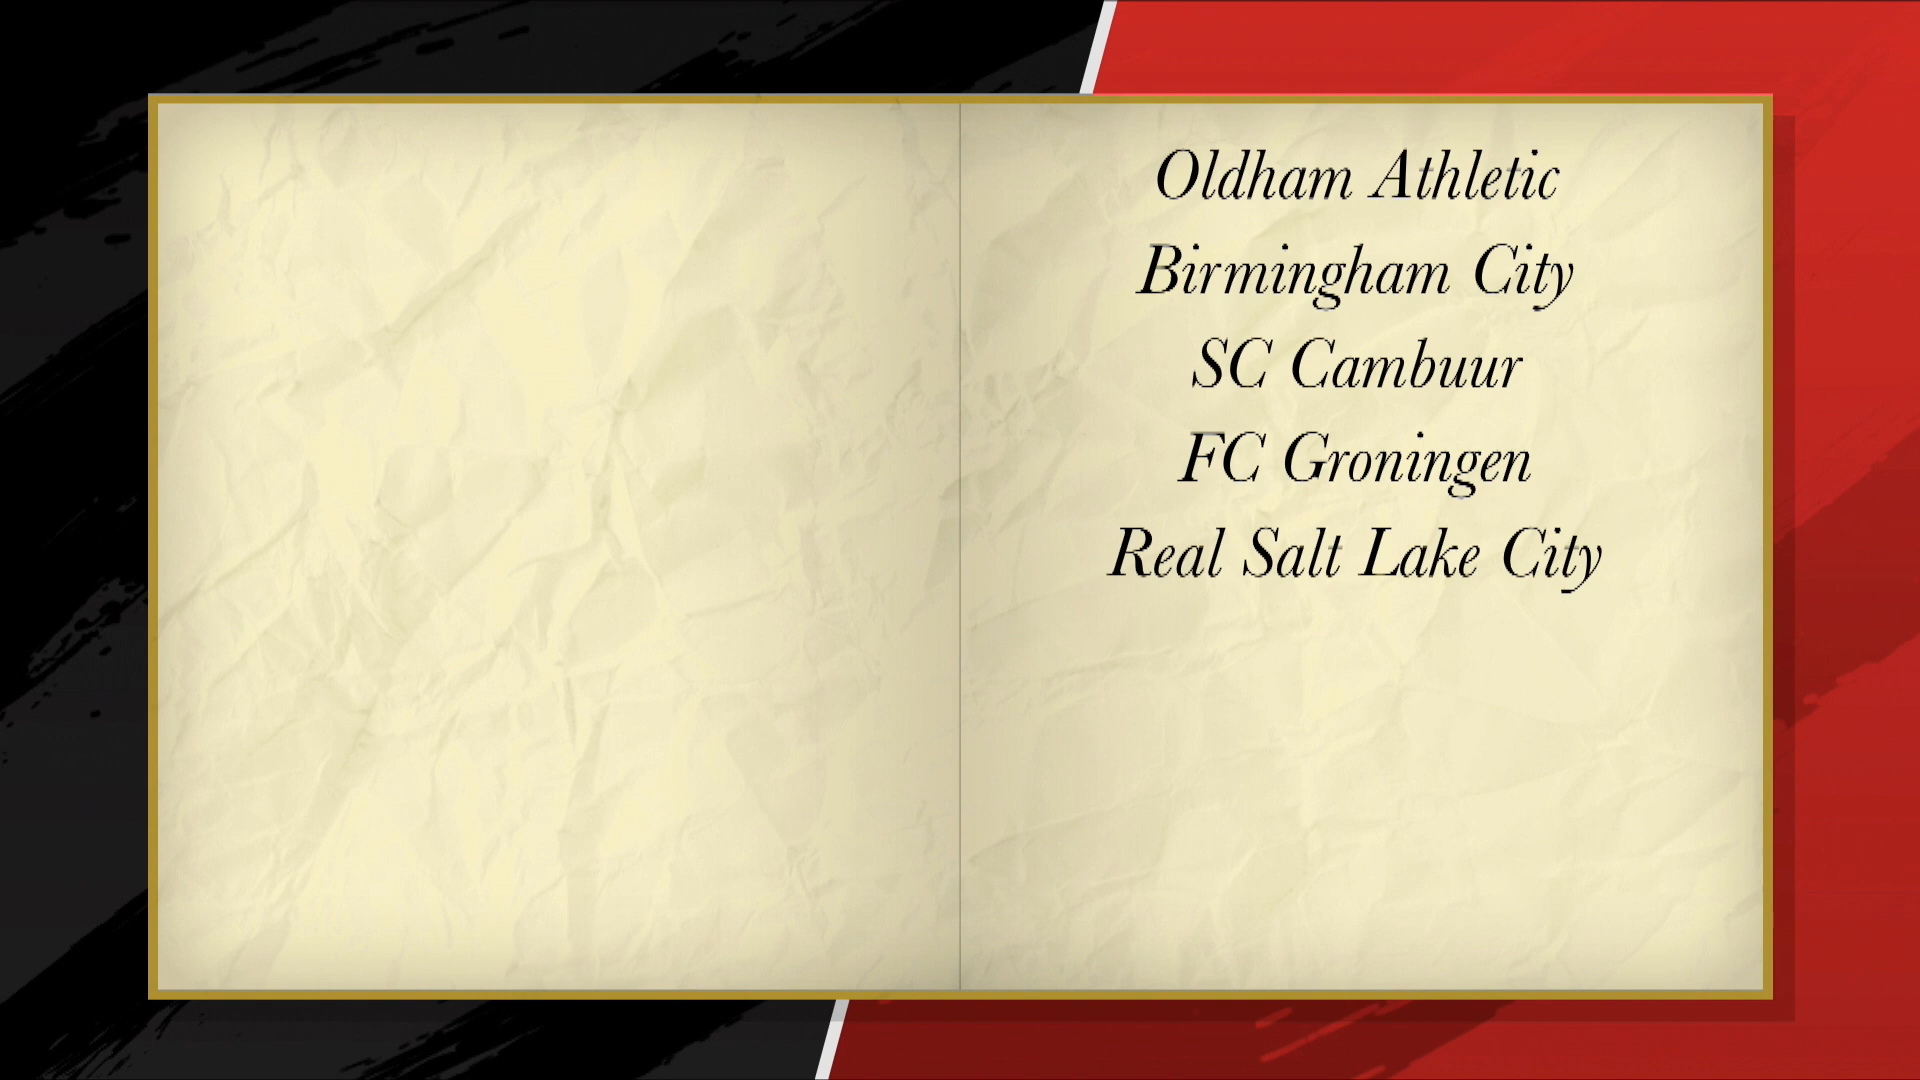 Oldham Athletic
Birmingham City
SC Cambuur
FC Groningen
Real Salt Lake City